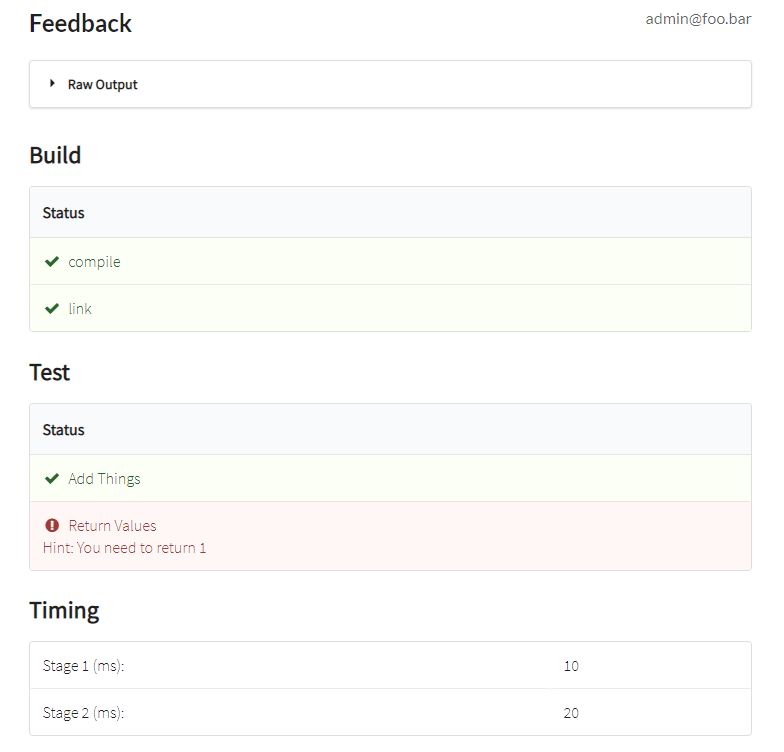 Feedback
admin@foo.bar
Raw Output
Build
Status
compile
link
Test
Status
Add Things
Return Values
Hint: You need to return 1
Timing
Stage 1 (ms): 10
Stage 2 (ms): 20